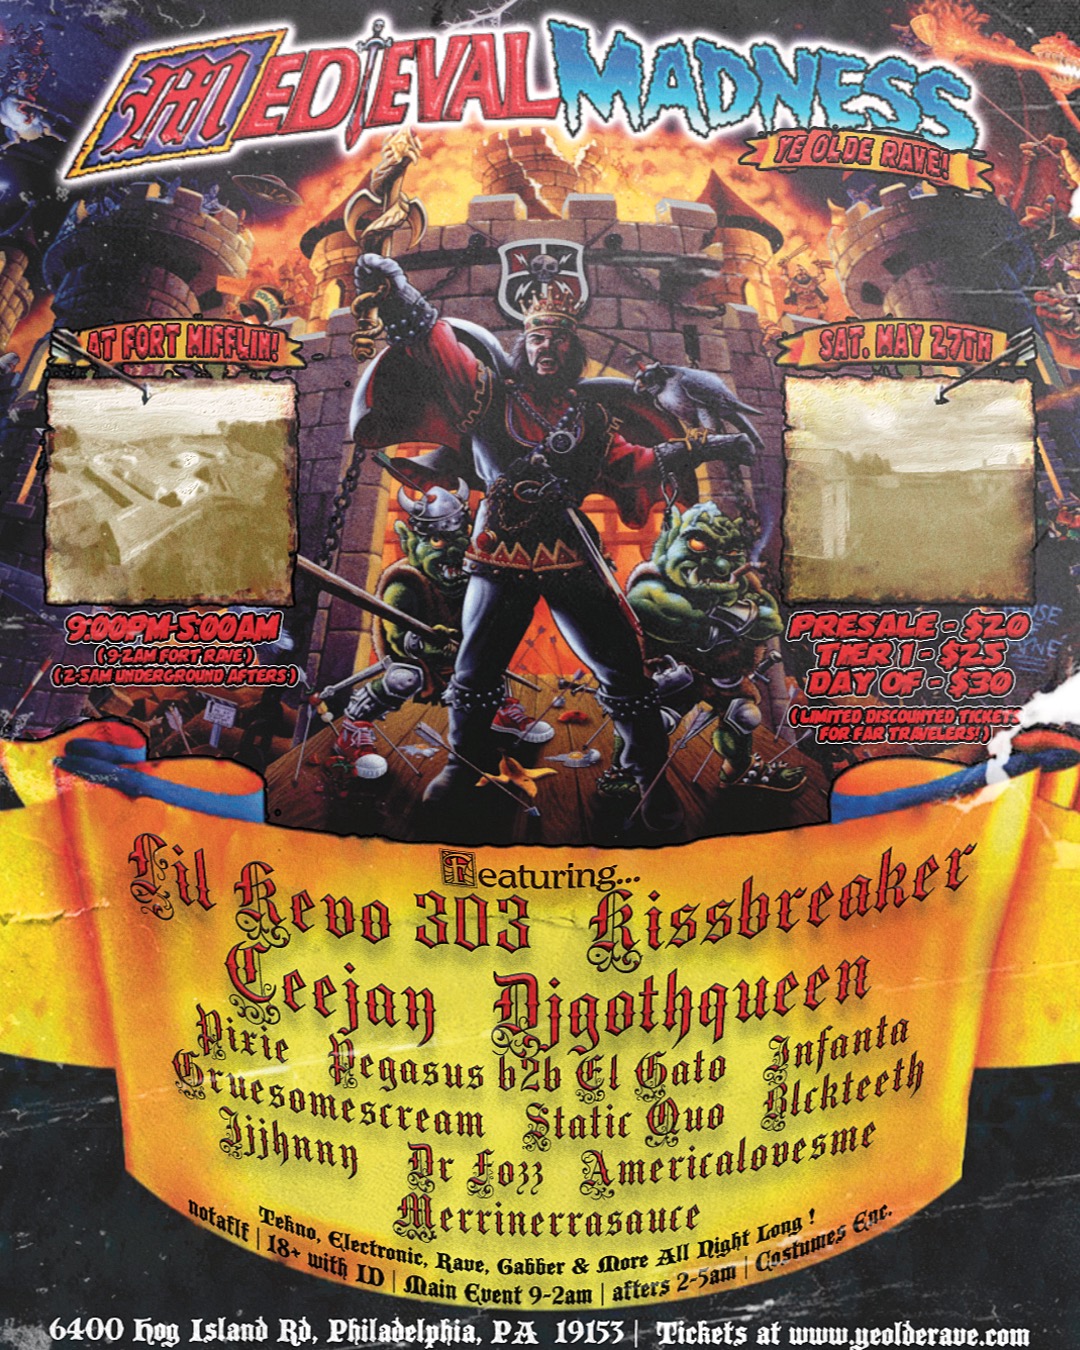 MEDIEVAL MADNESS
YE OLDE RAVE!
AT FORT MIFFLIN!
SAT. MAY 27TH
9:00PM-5:00AM
(9-2AM FORT RAVE)
(2-5AM UNDERGROUND AFTERS)
PRESALE - $20
TIER 1 - $25
DAY OF - $30
(LIMITED DISCOUNTED TICKETS
FOR FAR TRAVELERS!)
Featuring...
Lil Revo 303 Kissbreaker
Ceejay Djgothqueen
Pixie Pegasus b2b El Gato Infanta
Gruesomescream Static Quo Blckteeth
Jjjhnny Dr Fozz Americalovesme
Merrinerrasauce
Tekno, Electronic, Rave, Gabber & More All Night Long !
notaflf | 18+ with ID | Main Event 9-2am | afters 2-5am | Costumes Enc.
6400 Hog Island Rd, Philadelphia, PA 19153 | Tickets at www.yeolderave.com